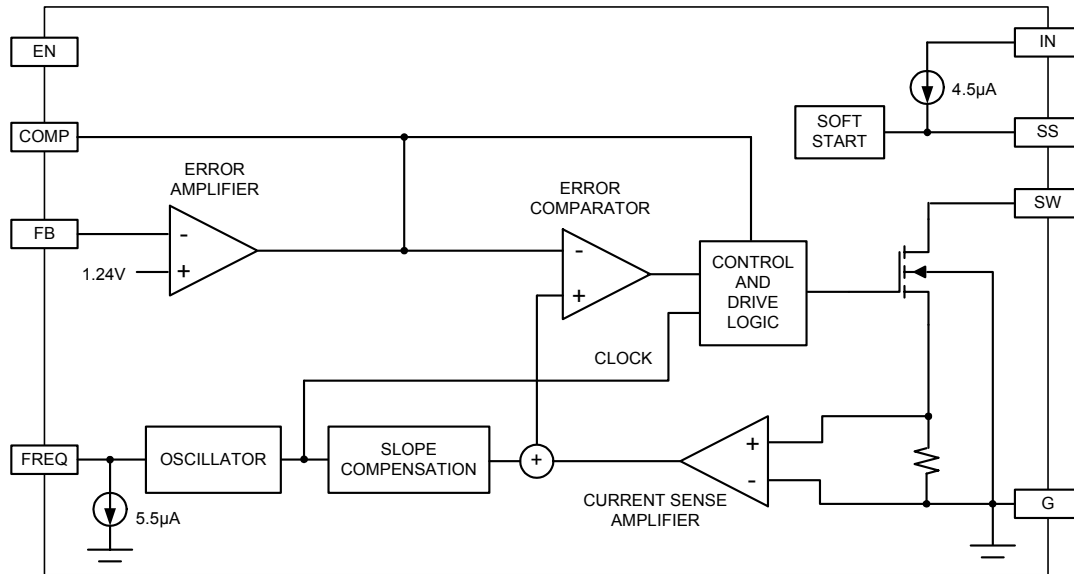 EN
IN
4.5µA
COMP
SOFT
START
SS
ERROR
AMPLIFIER
ERROR
COMPARATOR
SW
FB
-
+
1.24V
-
+
CONTROL
AND
DRIVE
LOGIC
CLOCK
FREQ
OSCILLATOR
SLOPE
COMPENSATION
+
+
-
CURRENT SENSE
AMPLIFIER
5.5µA
G